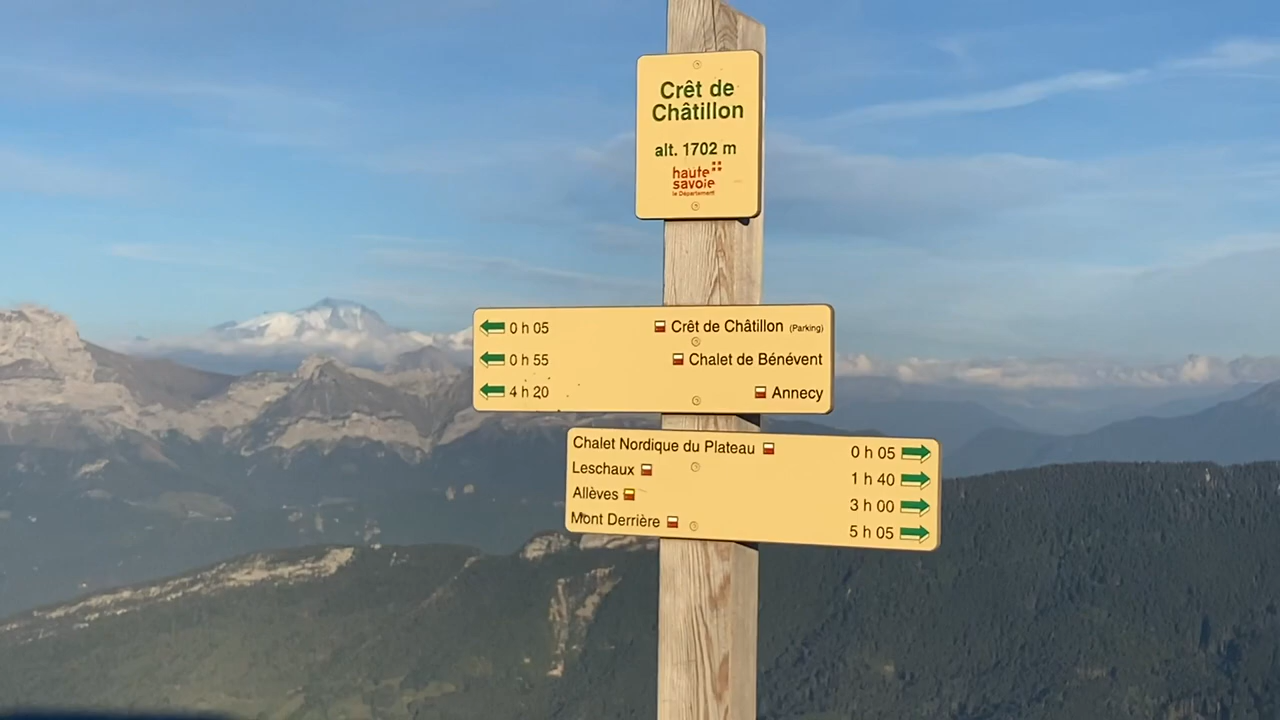 Crêt de
Châtillon
alt. 1702 m
haute
savoie
le Département
0 h 05 Crêt de Châtillon (Parking)
0 h 55 Chalet de Bénévent
4 h 20 Annecy
Chalet Nordique du Plateau 0 h 05
Leschaux 1 h 40
Allèves 3 h 00
Mont Derrière 5 h 05